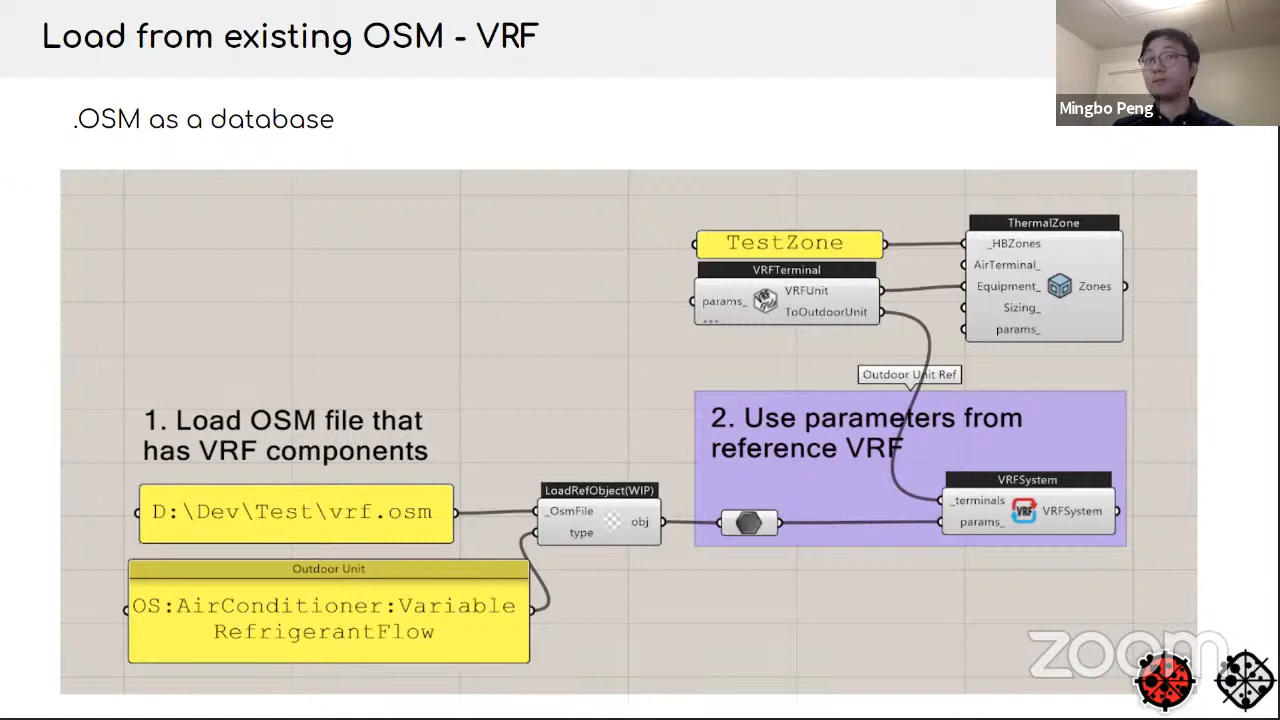 Load from existing OSM - VRF
Mingbo Peng
.OSM as a database
TestZone
ThermalZone
_HBZones
AirTerminal_
Equipment_
Sizing_
params_
Zones
VRFTerminal
params_
VRFUnit
ToOutdoorUnit
Outdoor Unit Ref
1. Load OSM file that
has VRF components
2. Use parameters from
reference VRF
D:\Dev\Test\vrf.osm
LoadRefObject(WIP)
_OsmFile
type
obj
VRFSystem
_terminals
params_
VRF
VRFSystem
Outdoor Unit
OS:AirConditioner:Variable
RefrigerantFlow
zoom